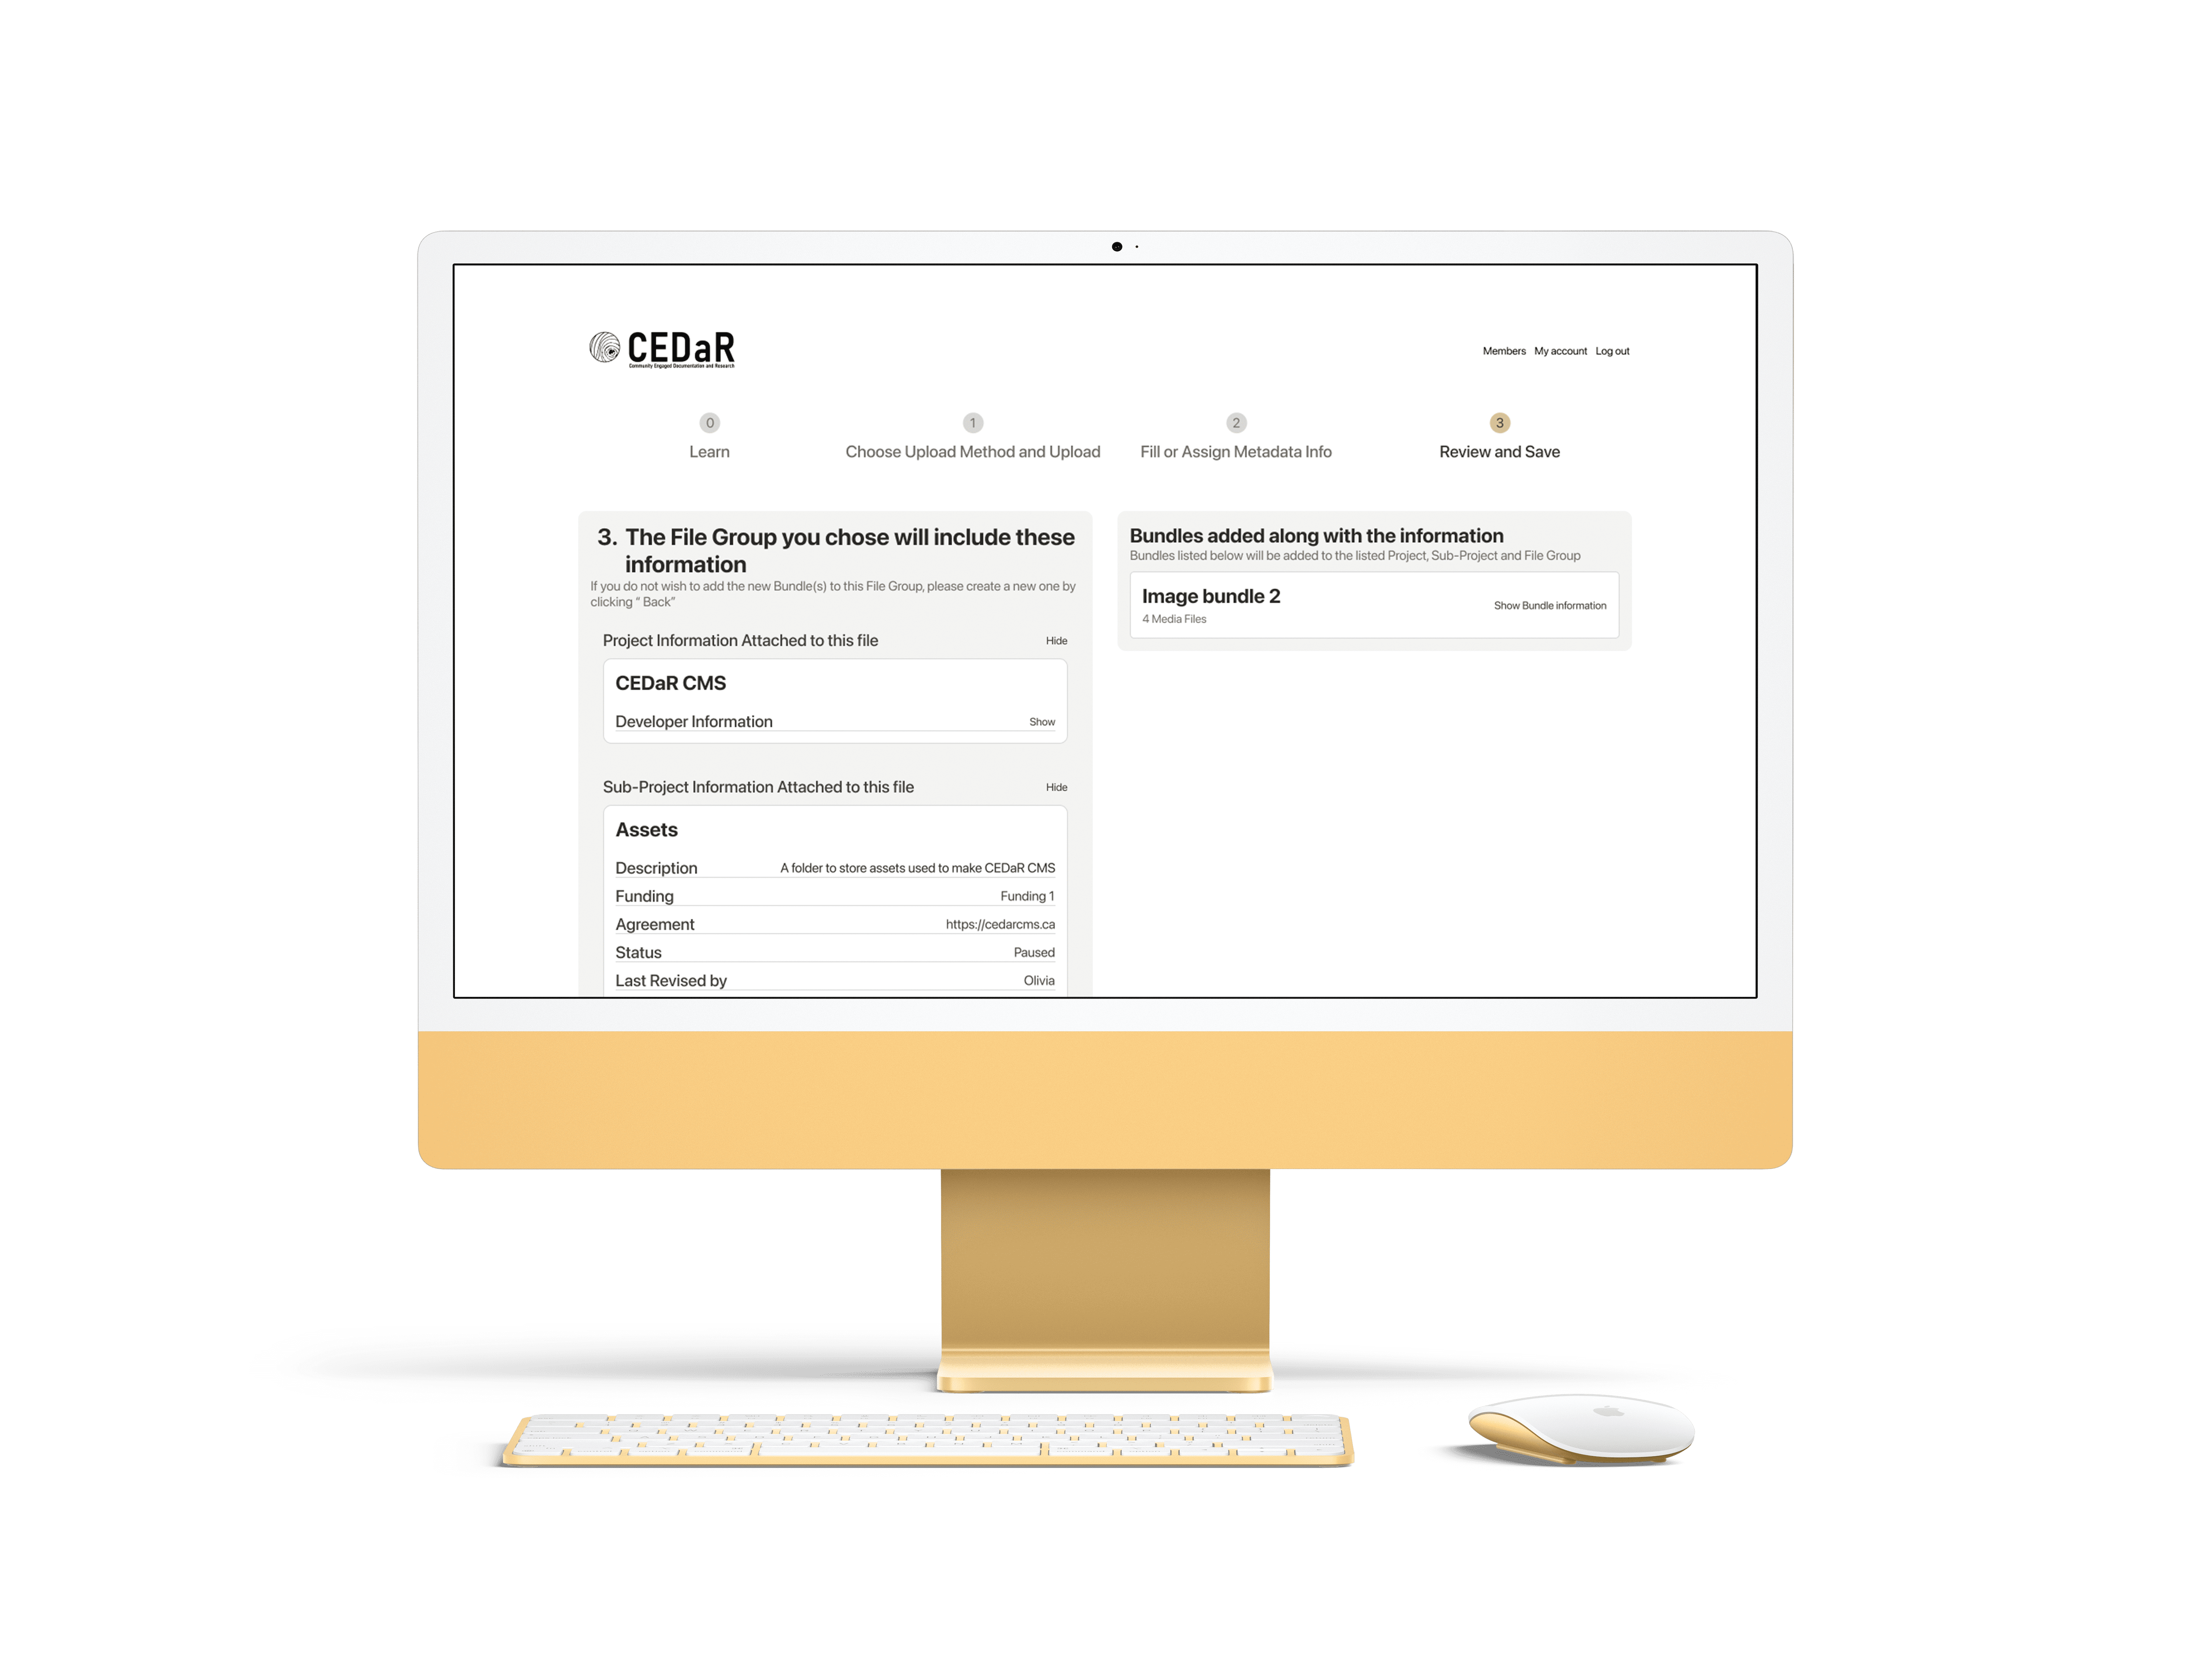 CEDaR
Community Engaged Documentation and Research
Members My account Log out
0
Learn
1
Choose Upload Method and Upload
2
Fill or Assign Metadata Info
3
Review and Save
3. The File Group you chose will include these
information
If you do not wish to add the new Bundle(s) to this File Group, please create a new one by
clicking “ Back”
Project Information Attached to this file Hide
CEDaR CMS
Developer Information Show
Sub-Project Information Attached to this file Hide
Assets
Description A folder to store assets used to make CEDaR CMS
Funding Funding 1
Agreement https://cedarcms.ca
Status Paused
Last Revised by Olivia
Bundles added along with the information
Bundles listed below will be added to the listed Project, Sub-Project and File Group
Image bundle 2
4 Media Files
Show Bundle information